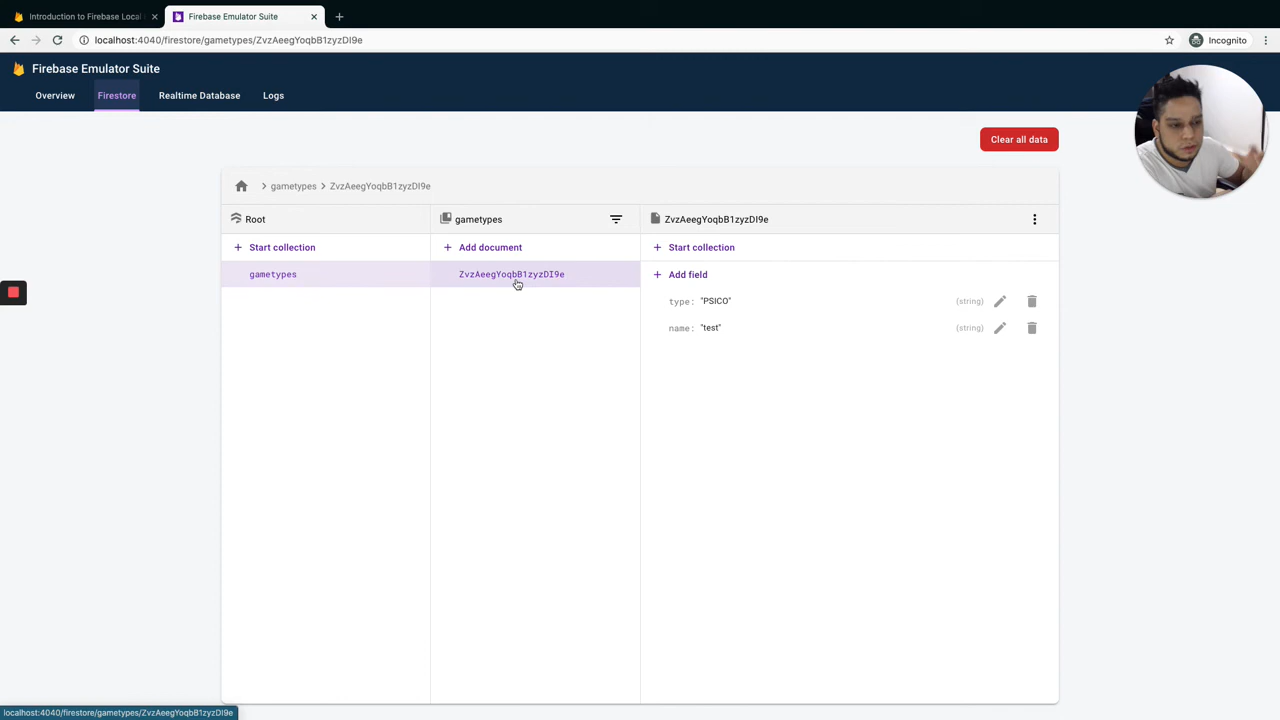 Introduction to Firebase Local
Firebase Emulator Suite
localhost:4040/firestore/gametypes/ZvzAeegYoqbB1zyzDI9e
Incognito
Firebase Emulator Suite
Overview
Firestore
Realtime Database
Logs
Clear all data
gametypes
ZvzAeegYoqbB1zyzDI9e
Root
gametypes
ZvzAeegYoqbB1zyzDI9e
+ Start collection
+ Add document
+ Start collection
gametypes
ZvzAeegYoqbB1zyzDI9e
+ Add field
type: "PSICO"
(string)
name: "test"
(string)
localhost:4040/firestore/gametypes/ZvzAeegYoqbB1zyzDI9e